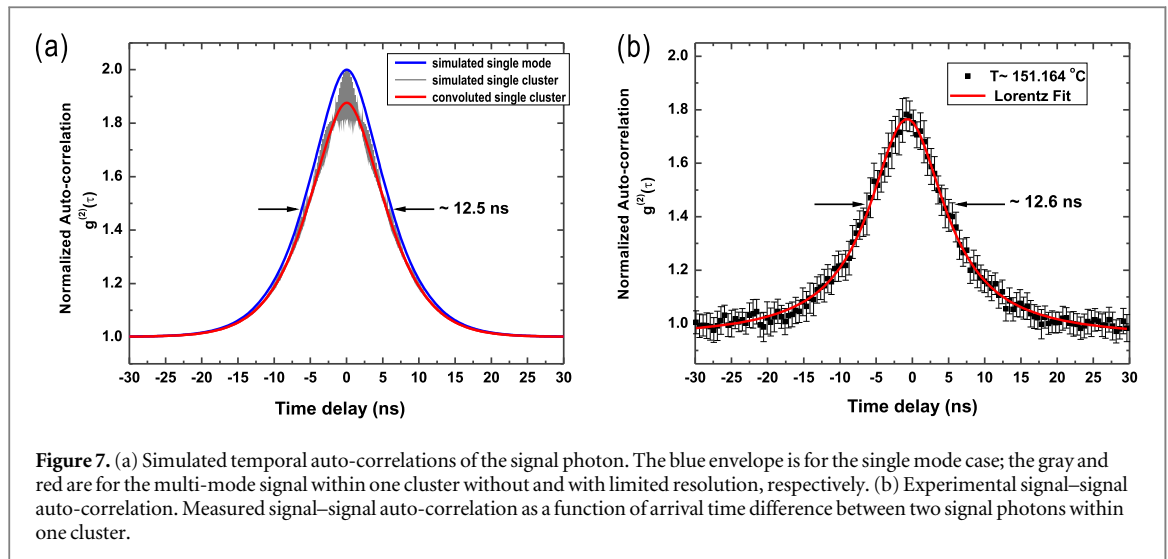 (a)
2.0
1.8
1.6
1.4
1.2
1.0
Normalized Auto-correlation
g(2)(τ)
simulated single mode
simulated single cluster
convoluted single cluster
~ 12.5 ns
-30 -25 -20 -15 -10 -5 0 5 10 15 20 25 30
Time delay (ns)
(b)
2.0
1.8
1.6
1.4
1.2
1.0
Normalized Auto-correlation
g(2)(τ)
T~ 151.164 °C
Lorentz Fit
~ 12.6 ns
-30 -25 -20 -15 -10 -5 0 5 10 15 20 25 30
Time delay (ns)
Figure 7. (a) Simulated temporal auto-correlations of the signal photon. The blue envelope is for the single mode case; the gray and
red are for the multi-mode signal within one cluster without and with limited resolution, respectively. (b) Experimental signal–signal
auto-correlation. Measured signal–signal auto-correlation as a function of arrival time difference between two signal photons within
one cluster.